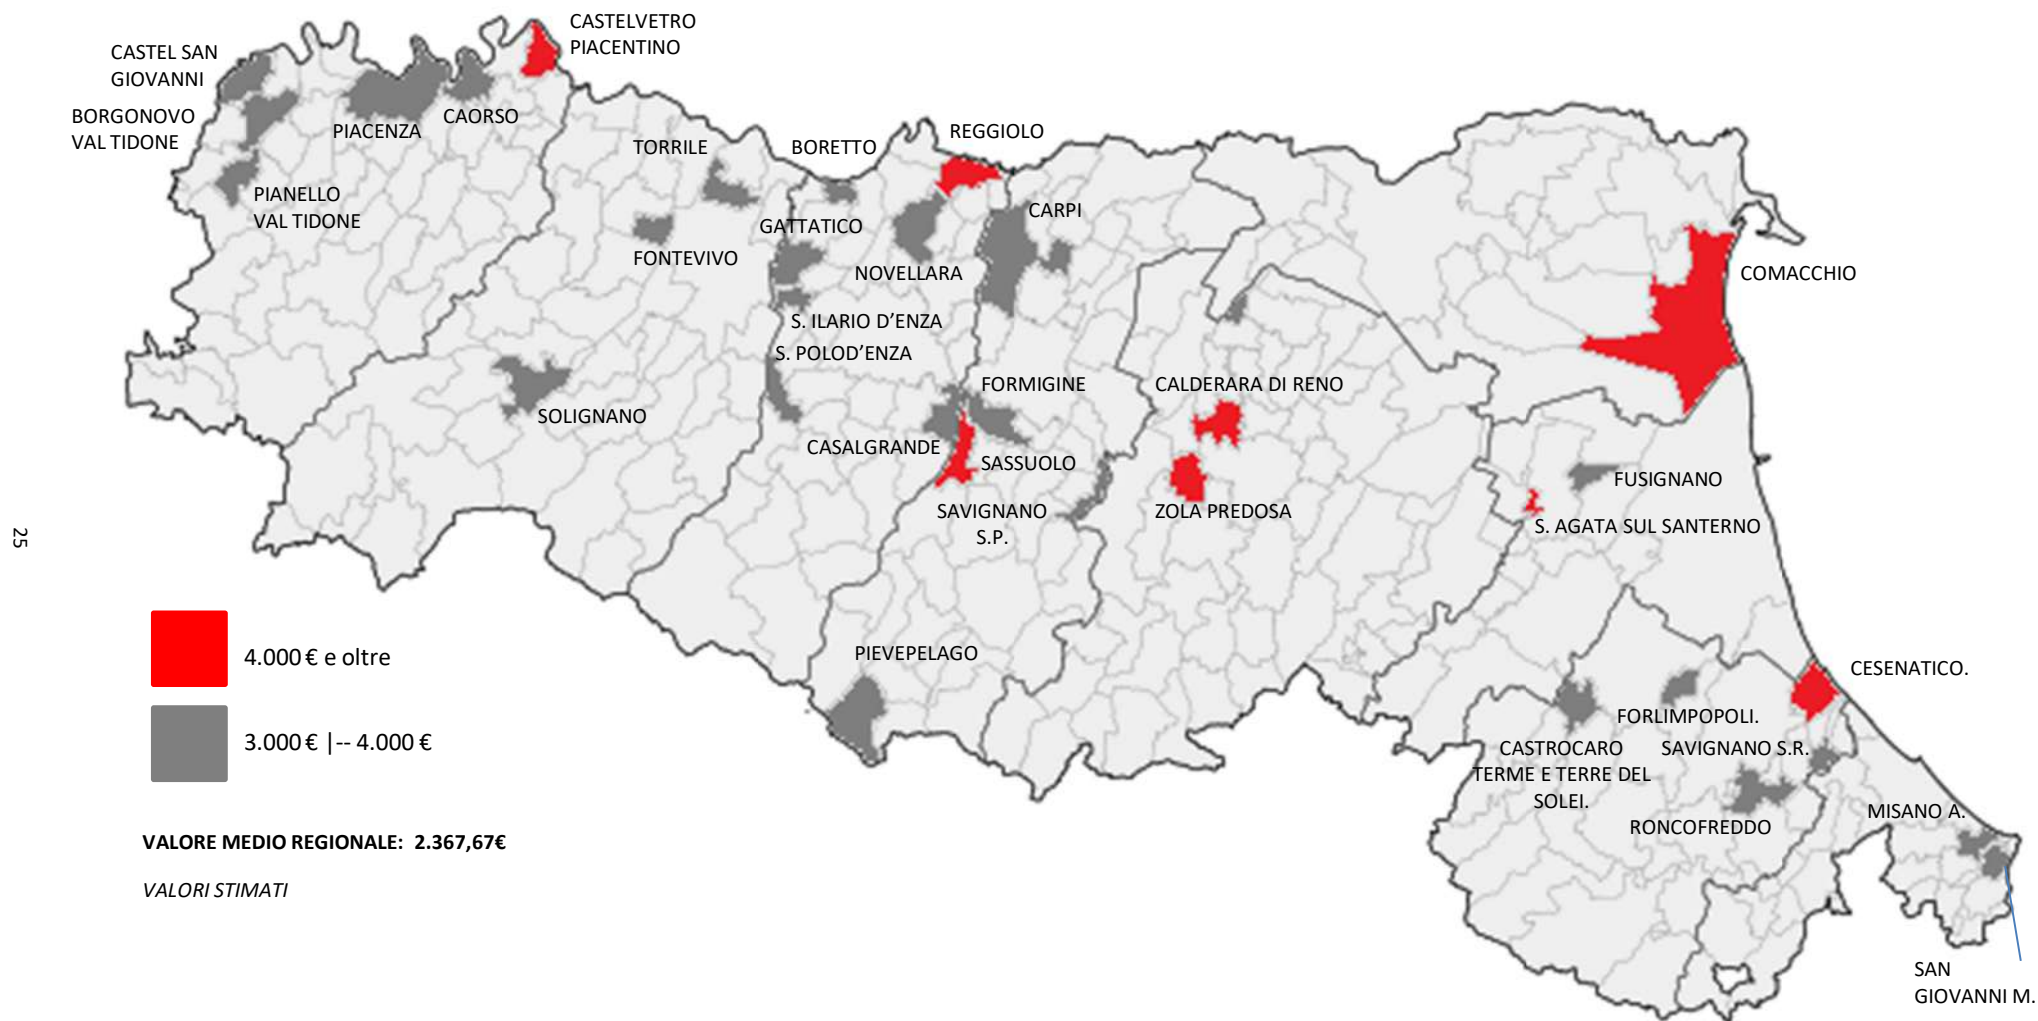 CASTELVETRO
PIACENTINO
CASTEL SAN
GIOVANNI
BORGONOVO
VAL TIDONE
PIACENZA
CAORSO
PIANELLO
VAL TIDONE
TORRILE
BORETTO
REGGIOLO
GATTATICO
CARPI
FONTEVIVO
NOVELLARA
COMACCHIO
S. ILARIO D’ENZA
S. POLOD’ENZA
FORMIGINE
CALDERARA DI RENO
SOLIGNANO
CASALGRANDE
SASSUOLO
FUSIGNANO
SAVIGNANO
S.P.
ZOLA PREDOSA
S. AGATA SUL SANTERNO
25
4.000 € e oltre
3.000 € |-- 4.000 €
PIEVEPELAGO
CESENATICO.
FORLIMPOPOLI.
CASTROCARO
TERME E TERRE DEL
SOLEI.
SAVIGNANO S.R.
RONCOFREDDO
MISANO A.
VALORE MEDIO REGIONALE: 2.367,67€
VALORI STIMATI
SAN
GIOVANNI M.